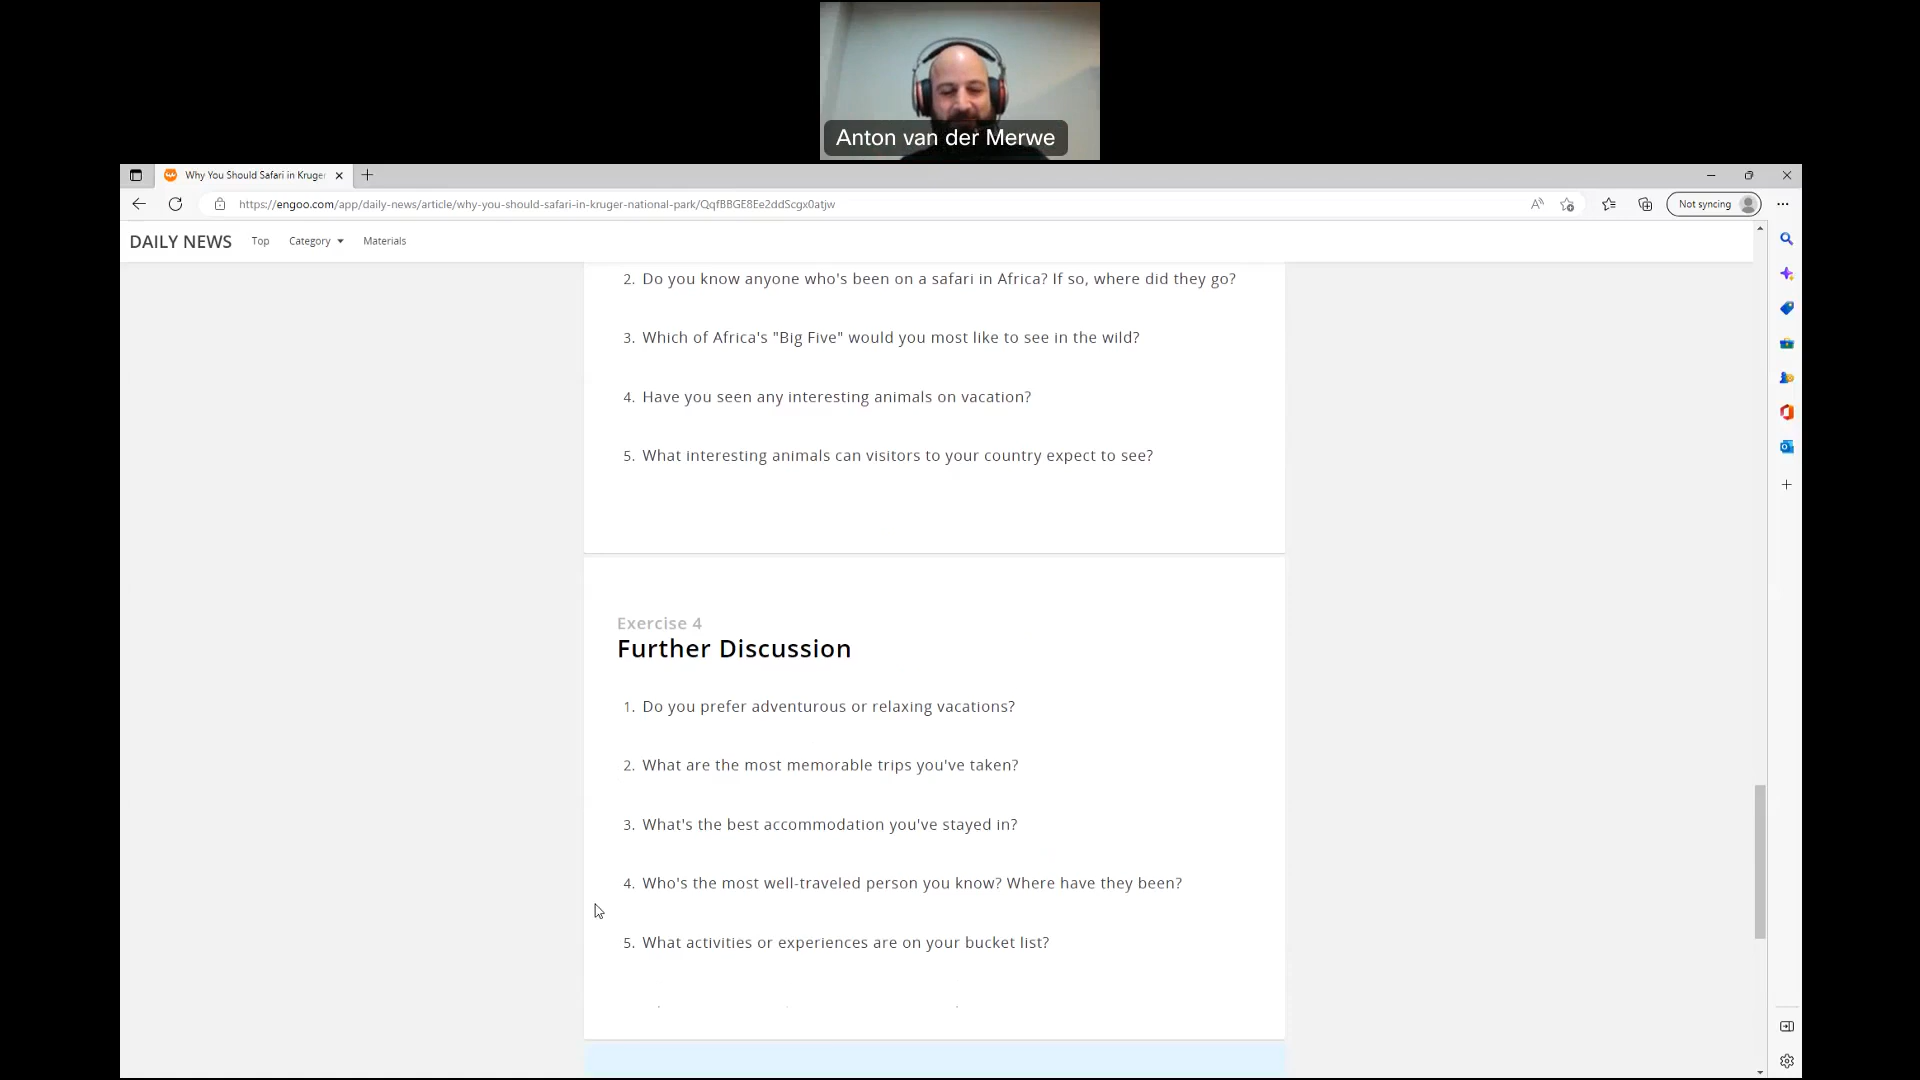 Anton van der Merwe
Why You Should Safari in Kruger
https://engoo.com/app/daily-news/article/why-you-should-safari-in-kruger-national-park/QqfBBGE8Ee2ddScgx0atjw
Not syncing
DAILY NEWS Top Category Materials
2. Do you know anyone who's been on a safari in Africa? If so, where did they go?
3. Which of Africa's "Big Five" would you most like to see in the wild?
4. Have you seen any interesting animals on vacation?
5. What interesting animals can visitors to your country expect to see?
Exercise 4
Further Discussion
1. Do you prefer adventurous or relaxing vacations?
2. What are the most memorable trips you've taken?
3. What's the best accommodation you've stayed in?
4. Who's the most well-traveled person you know? Where have they been?
5. What activities or experiences are on your bucket list?